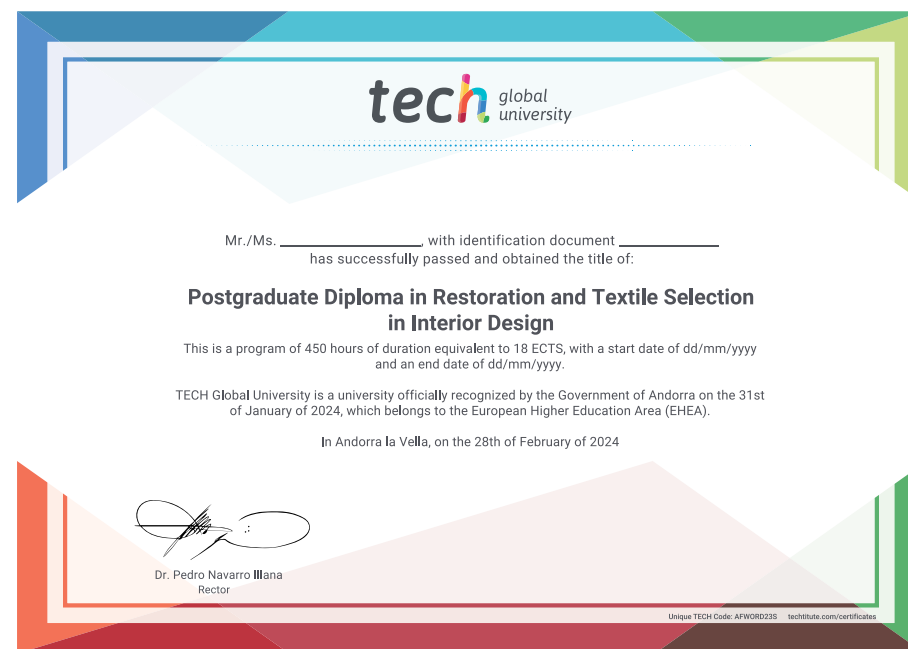 tech global university
Mr./Ms. ____________________, with identification document ______________
has successfully passed and obtained the title of:
Postgraduate Diploma in Restoration and Textile Selection
in Interior Design
This is a program of 450 hours of duration equivalent to 18 ECTS, with a start date of dd/mm/yyyy
and an end date of dd/mm/yyyy.
TECH Global University is a university officially recognized by the Government of Andorra on the 31st
of January of 2024, which belongs to the European Higher Education Area (EHEA).
In Andorra la Vella, on the 28th of February of 2024
Dr. Pedro Navarro Illana
Rector
Unique TECH Code: AFWORD23S techtitute.com/certificates